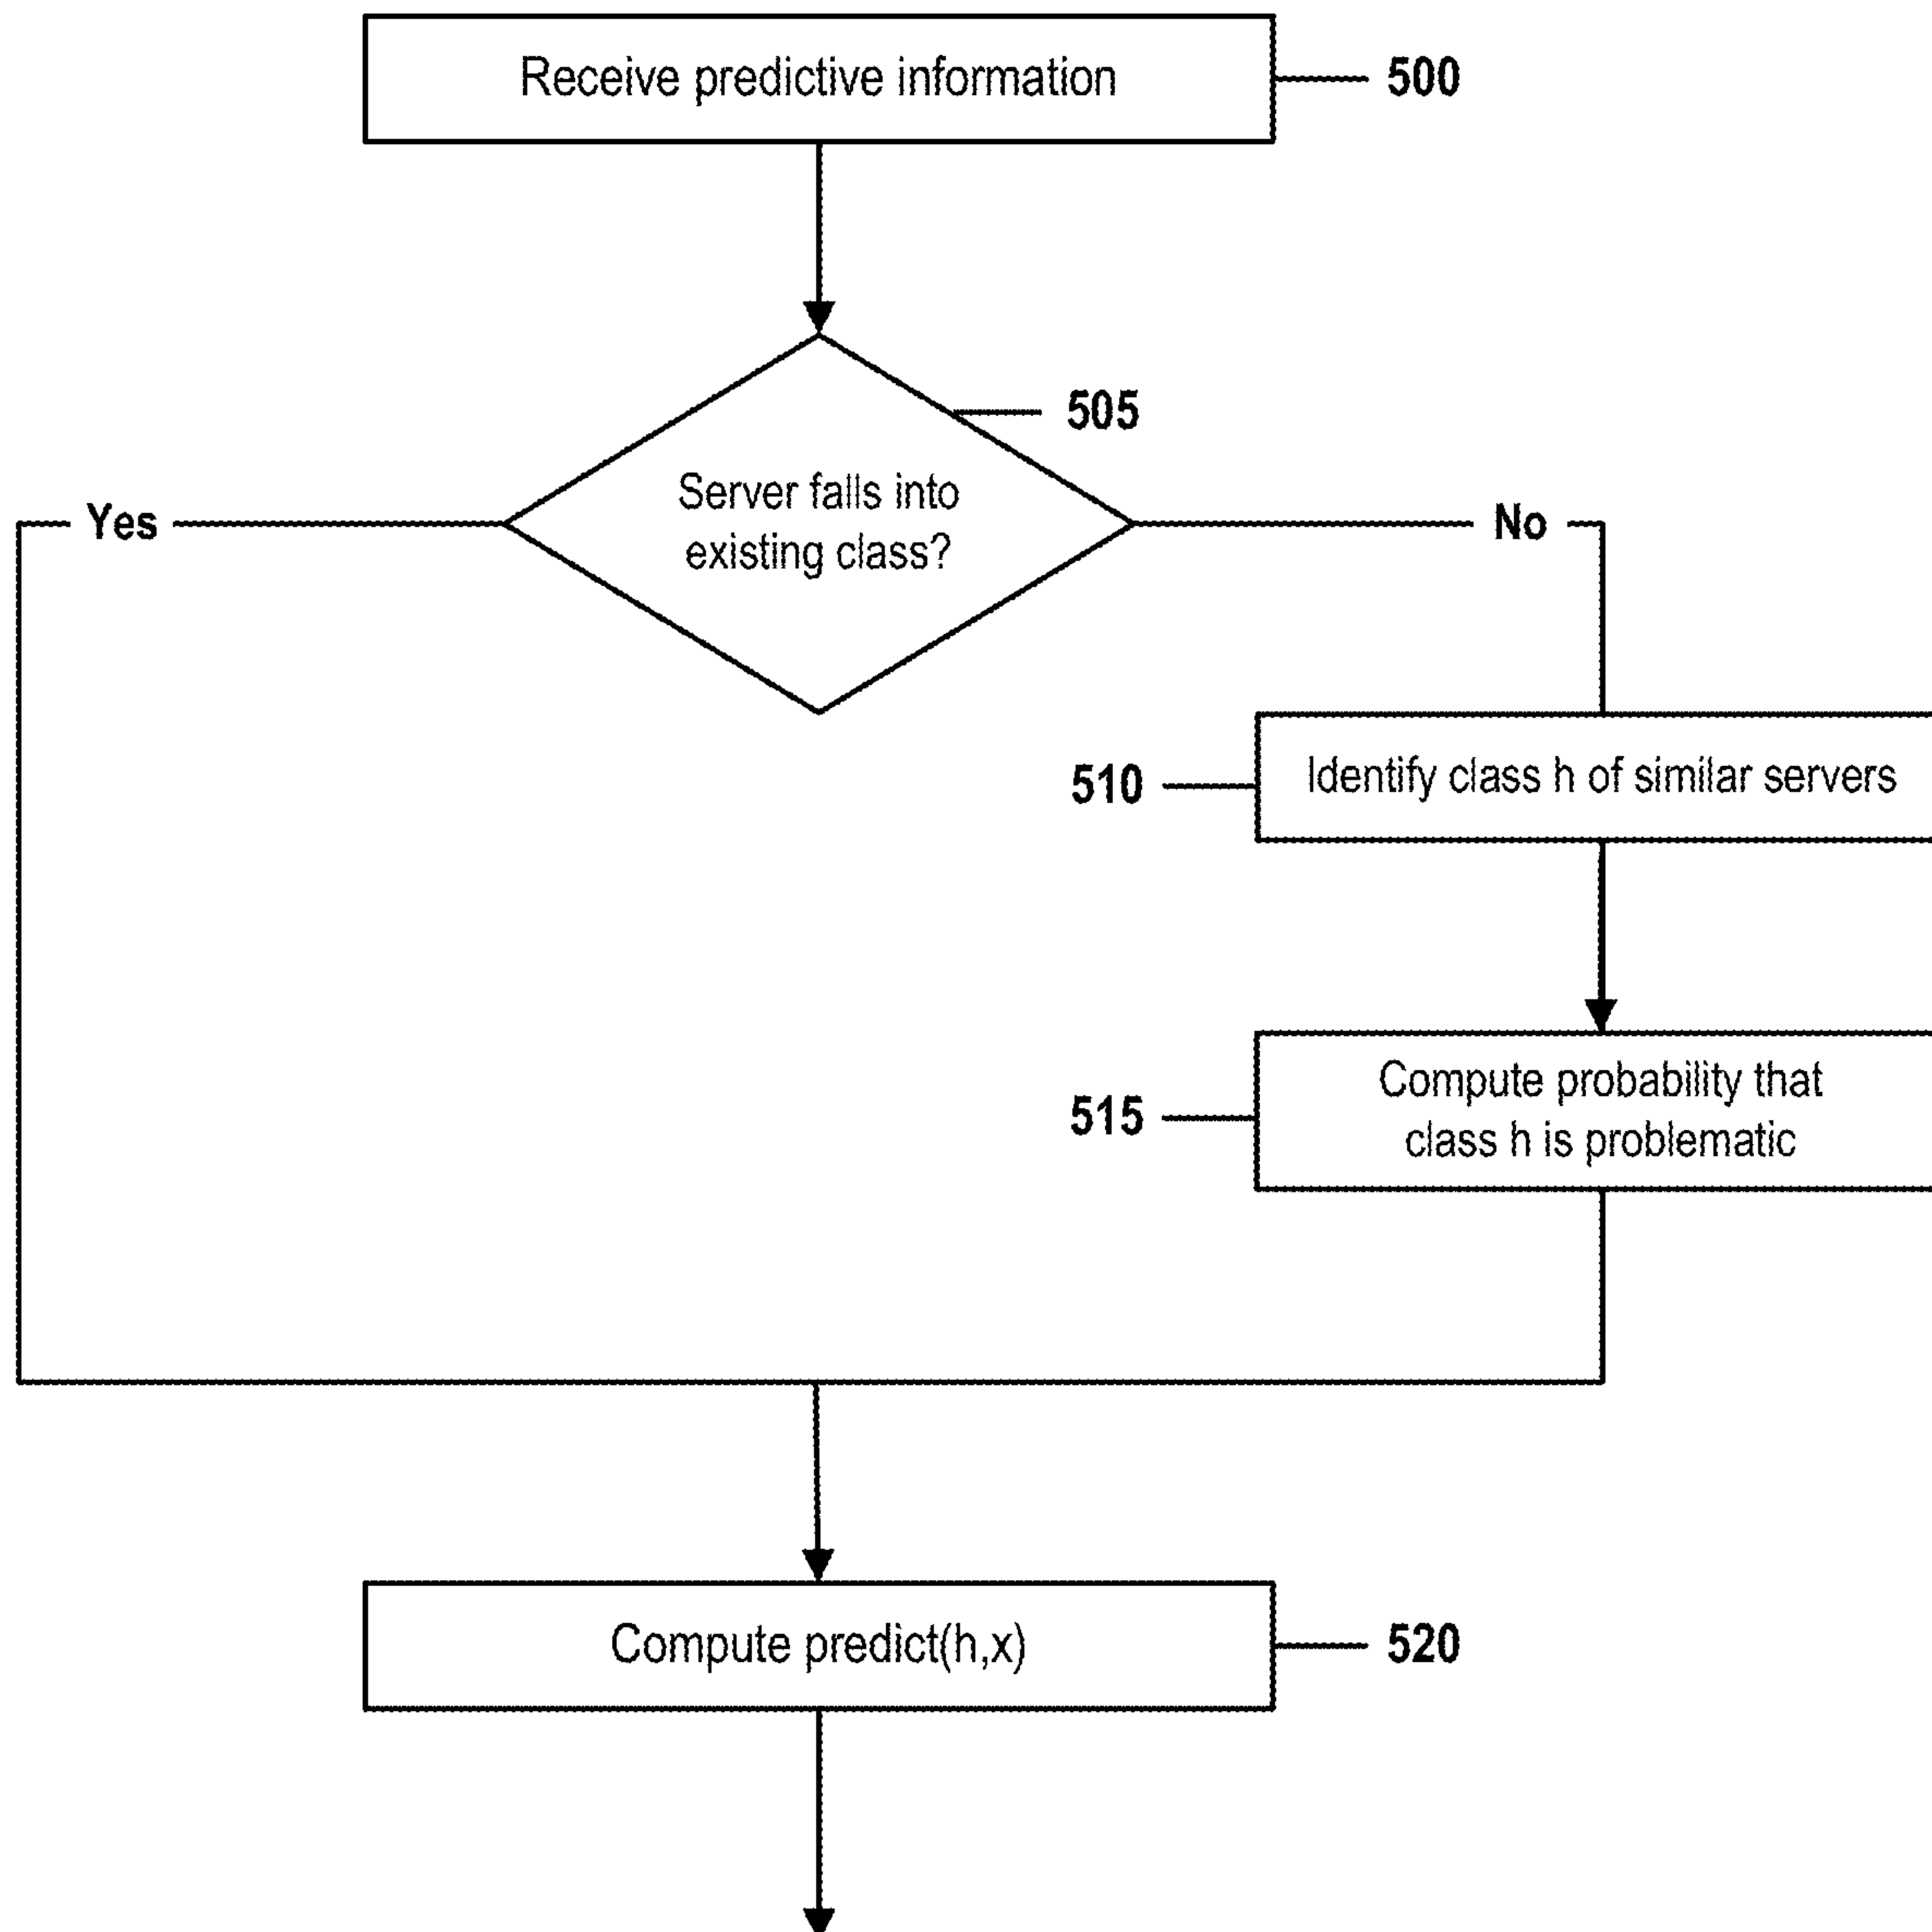 Receive predictive information
500
505
Server falls into
existing class?
Yes
No
510
Identify class h of similar servers
515
Compute probability that
class h is problematic
Compute predict(h,x)
520